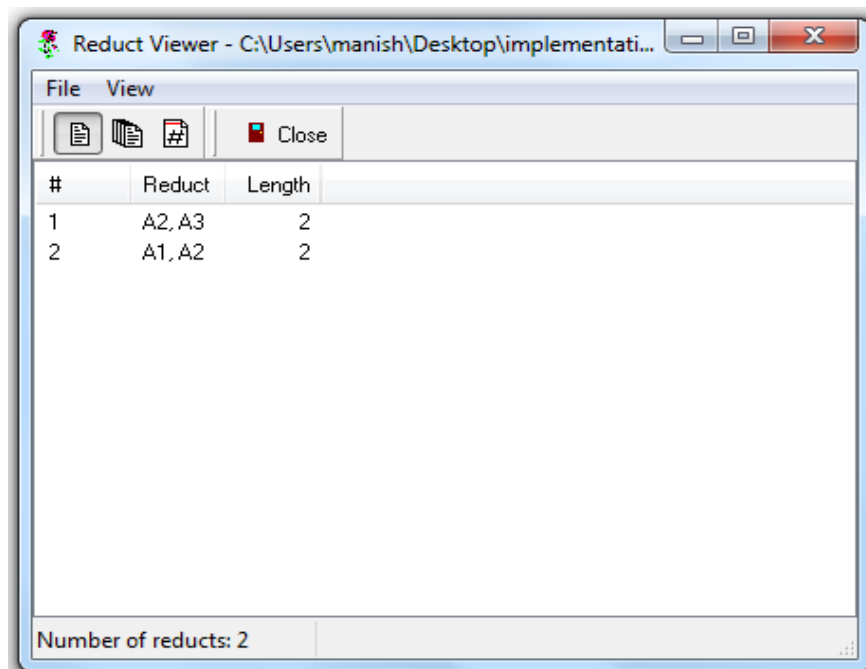 Reduct Viewer - C:\Users\manish\Desktop\implementati...
File View
# Close
# Reduct Length
1 A2, A3 2
2 A1, A2 2
Number of reducts: 2